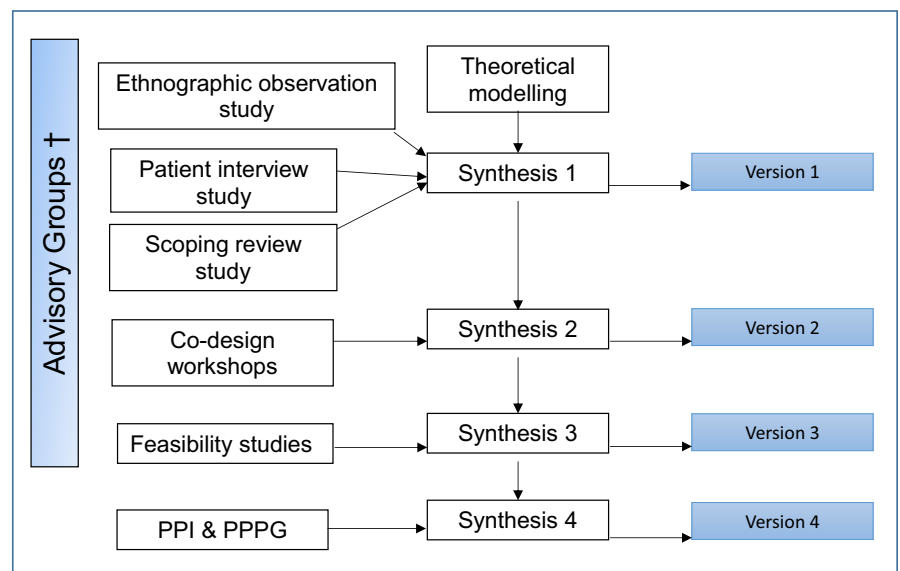 Advisory Groups †
Ethnographic observation
study
Theoretical
modelling
Patient interview
study
Synthesis 1
Version 1
Scoping review
study
Co-design
workshops
Synthesis 2
Version 2
Feasibility studies
Synthesis 3
Version 3
PPI & PPPG
Synthesis 4
Version 4